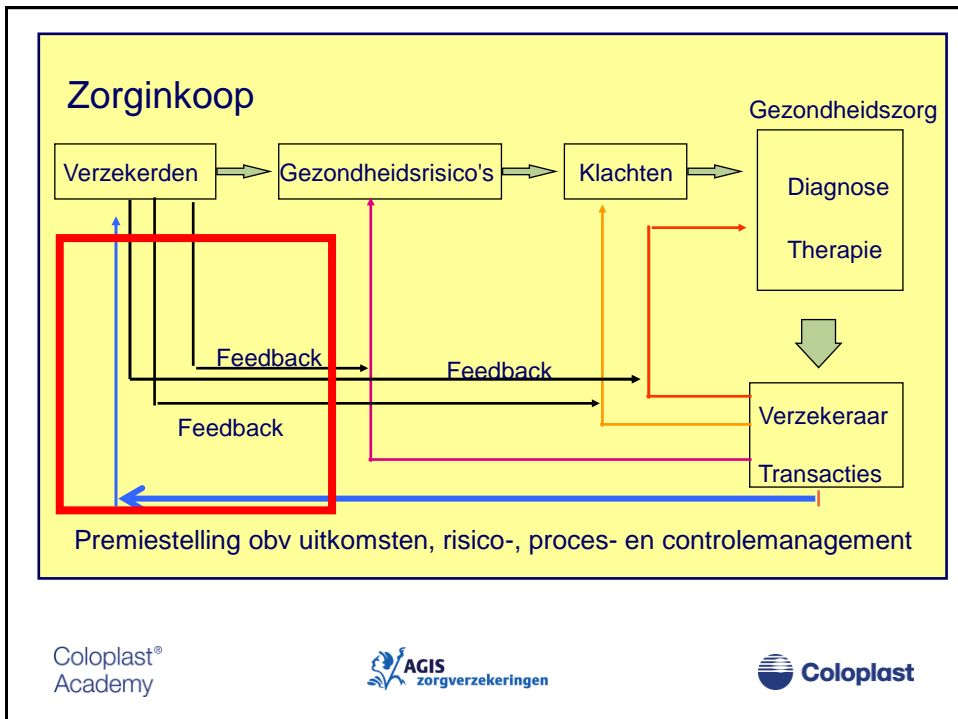 Zorginkoop
Gezondheidszorg
Verzekerden
Gezondheidsrisico's
Klachten
Diagnose
Therapie
Feedback
Feedback
Feedback
Verzekeraar
Transacties
Premiestelling obv uitkomsten, risico-, proces- en controlemanagement
Coloplast®
Academy
AGIS
zorgverzekeringen
Coloplast